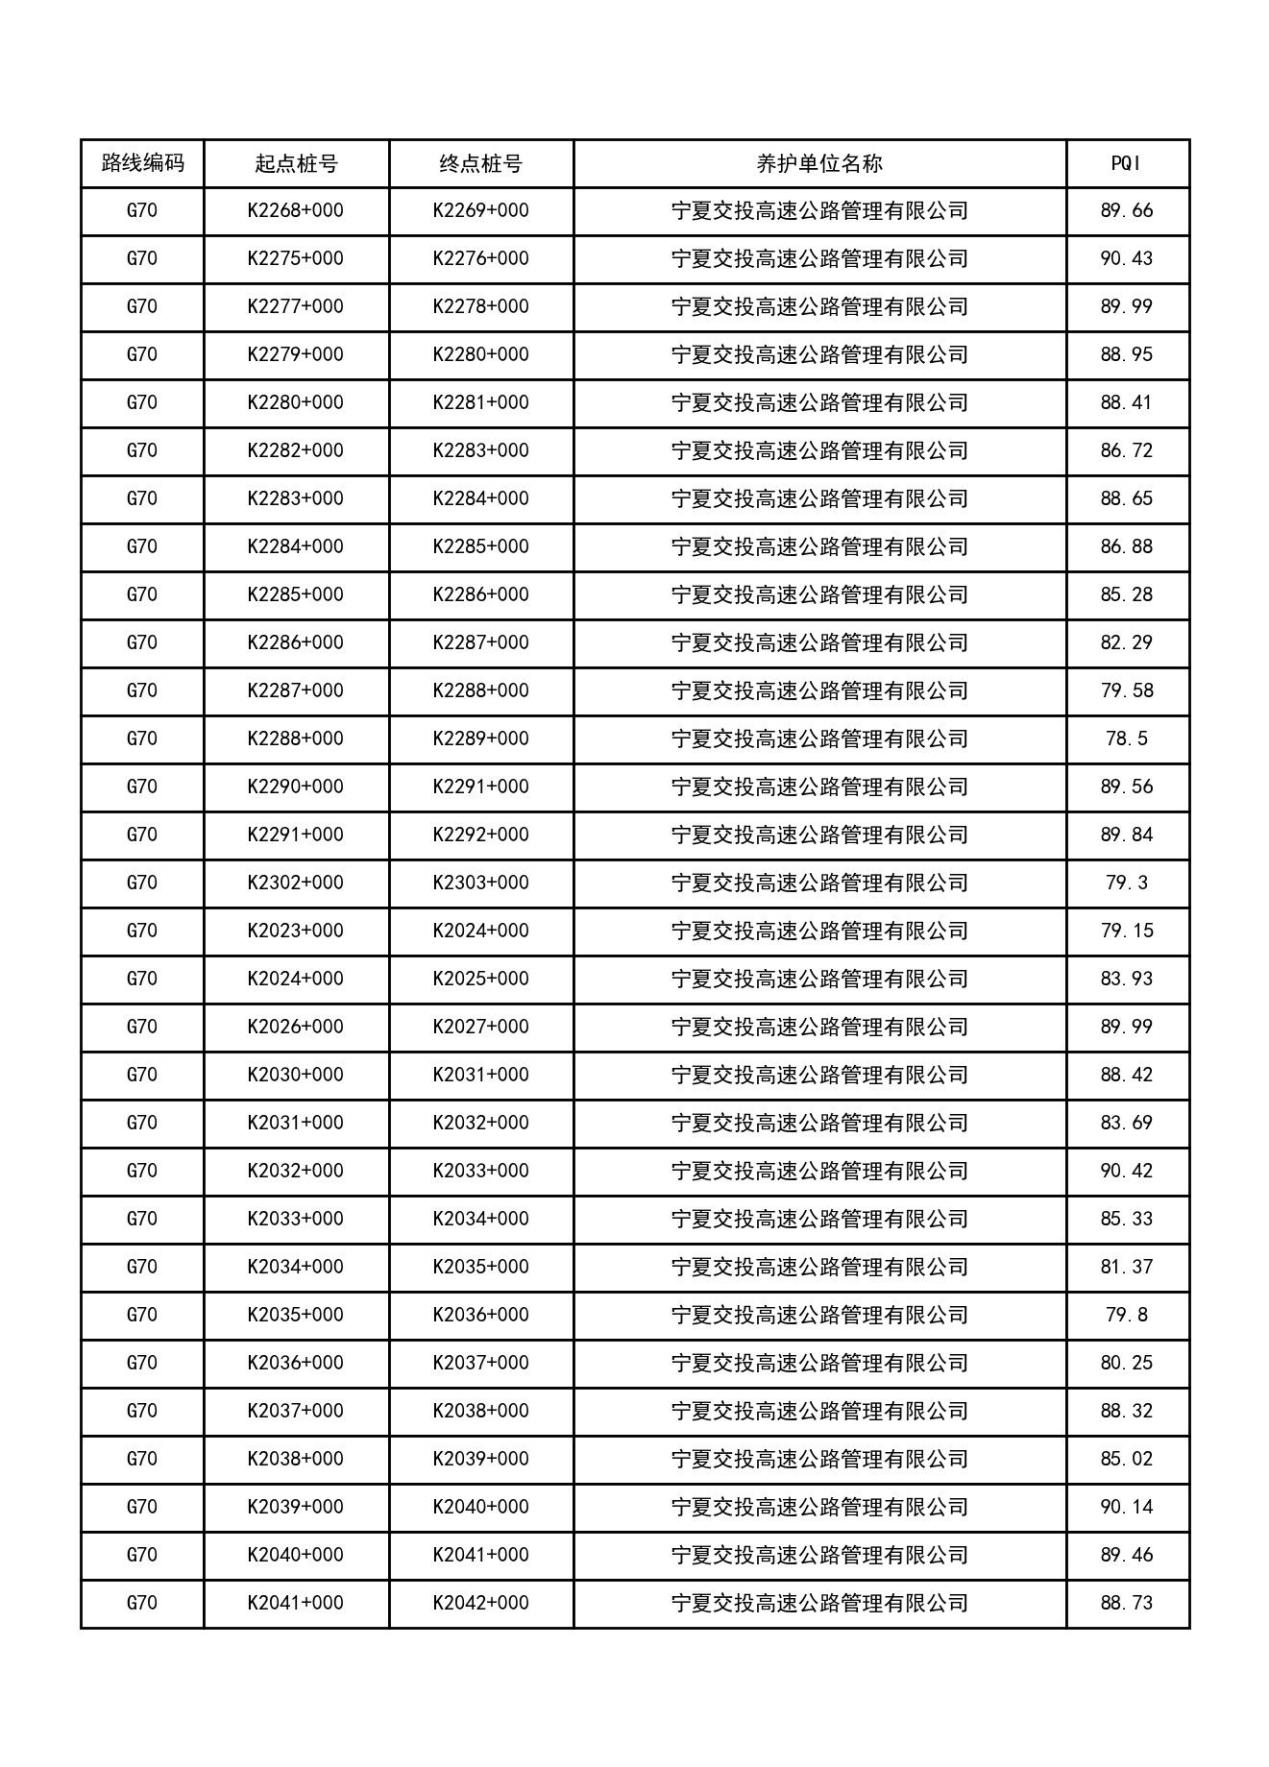 路线编码 起点桩号 终点桩号 养护单位名称 PQI
G70 K2268+000 K2269+000 宁夏交投高速公路管理有限公司 89.66
G70 K2275+000 K2276+000 宁夏交投高速公路管理有限公司 90.43
G70 K2277+000 K2278+000 宁夏交投高速公路管理有限公司 89.99
G70 K2279+000 K2280+000 宁夏交投高速公路管理有限公司 88.95
G70 K2280+000 K2281+000 宁夏交投高速公路管理有限公司 88.41
G70 K2282+000 K2283+000 宁夏交投高速公路管理有限公司 86.72
G70 K2283+000 K2284+000 宁夏交投高速公路管理有限公司 88.65
G70 K2284+000 K2285+000 宁夏交投高速公路管理有限公司 86.88
G70 K2285+000 K2286+000 宁夏交投高速公路管理有限公司 85.28
G70 K2286+000 K2287+000 宁夏交投高速公路管理有限公司 82.29
G70 K2287+000 K2288+000 宁夏交投高速公路管理有限公司 79.58
G70 K2288+000 K2289+000 宁夏交投高速公路管理有限公司 78.5
G70 K2290+000 K2291+000 宁夏交投高速公路管理有限公司 89.56
G70 K2291+000 K2292+000 宁夏交投高速公路管理有限公司 89.84
G70 K2302+000 K2303+000 宁夏交投高速公路管理有限公司 79.3
G70 K2023+000 K2024+000 宁夏交投高速公路管理有限公司 79.15
G70 K2024+000 K2025+000 宁夏交投高速公路管理有限公司 83.93
G70 K2026+000 K2027+000 宁夏交投高速公路管理有限公司 89.99
G70 K2030+000 K2031+000 宁夏交投高速公路管理有限公司 88.42
G70 K2031+000 K2032+000 宁夏交投高速公路管理有限公司 83.69
G70 K2032+000 K2033+000 宁夏交投高速公路管理有限公司 90.42
G70 K2033+000 K2034+000 宁夏交投高速公路管理有限公司 85.33
G70 K2034+000 K2035+000 宁夏交投高速公路管理有限公司 81.37
G70 K2035+000 K2036+000 宁夏交投高速公路管理有限公司 79.8
G70 K2036+000 K2037+000 宁夏交投高速公路管理有限公司 80.25
G70 K2037+000 K2038+000 宁夏交投高速公路管理有限公司 88.32
G70 K2038+000 K2039+000 宁夏交投高速公路管理有限公司 85.02
G70 K2039+000 K2040+000 宁夏交投高速公路管理有限公司 90.14
G70 K2040+000 K2041+000 宁夏交投高速公路管理有限公司 89.46
G70 K2041+000 K2042+000 宁夏交投高速公路管理有限公司 88.73